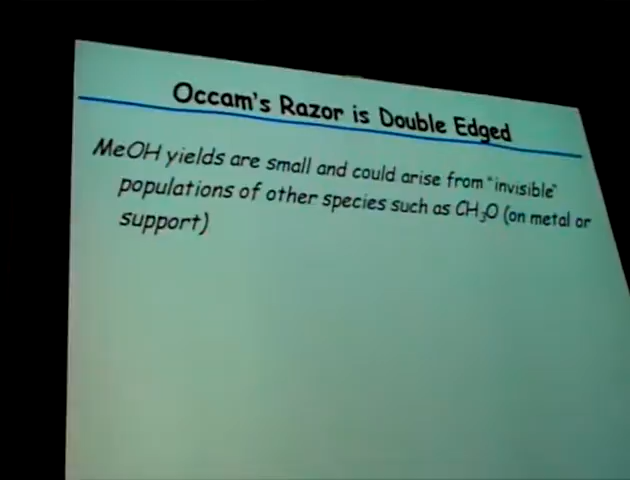 Occam's Razor is Double Edged
MeOH yields are small and could arise from "invisible"
populations of other species such as CH₃O (on metal or
support)